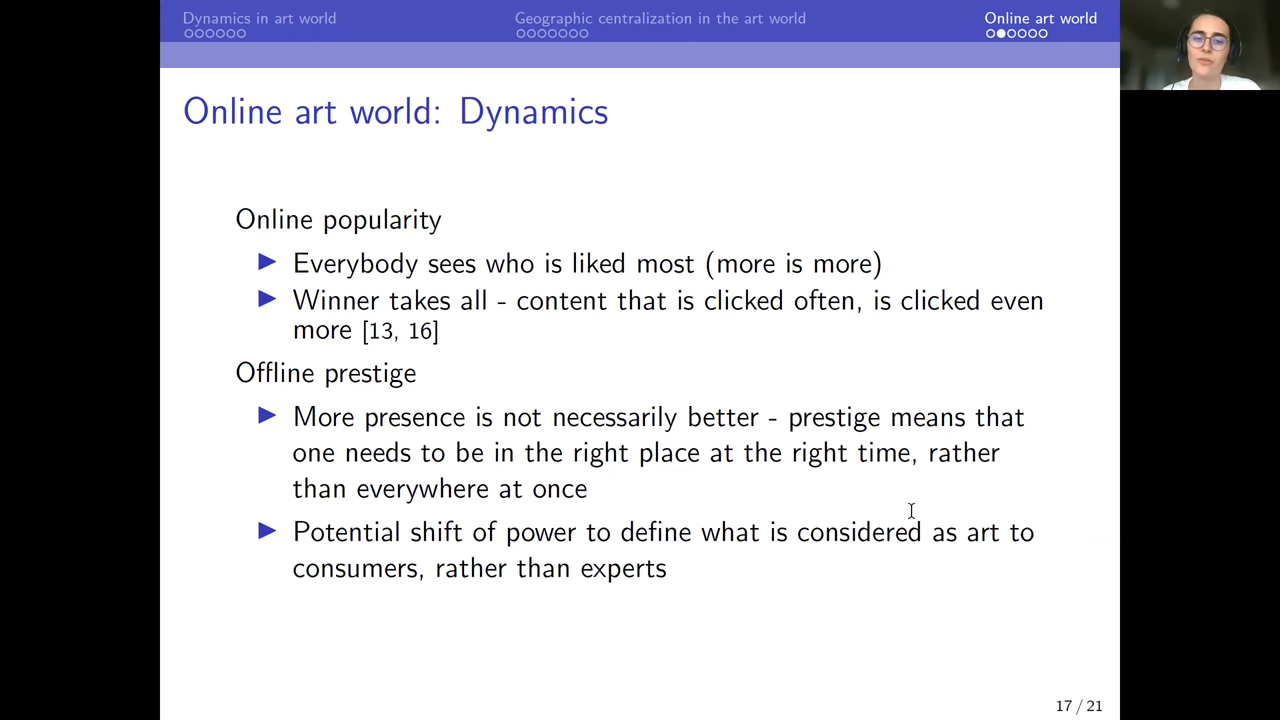 Dynamics in art world
Geographic centralization in the art world
Online art world
Online art world: Dynamics
Online popularity
Everybody sees who is liked most (more is more)
Winner takes all - content that is clicked often, is clicked even
more [13, 16]
Offline prestige
More presence is not necessarily better - prestige means that
one needs to be in the right place at the right time, rather
than everywhere at once
Potential shift of power to define what is considered as art to
consumers, rather than experts
17 / 21